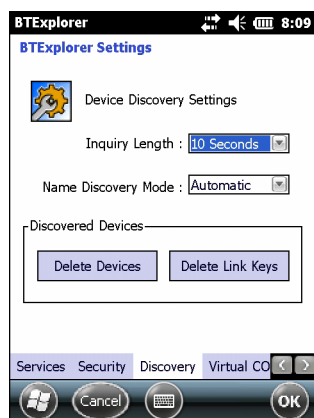 BTExplorer 8:09
BTExplorer Settings
Device Discovery Settings
Inquiry Length : 10 Seconds
Name Discovery Mode : Automatic
Discovered Devices
Delete Devices Delete Link Keys
Services Security Discovery Virtual CO
Cancel OK